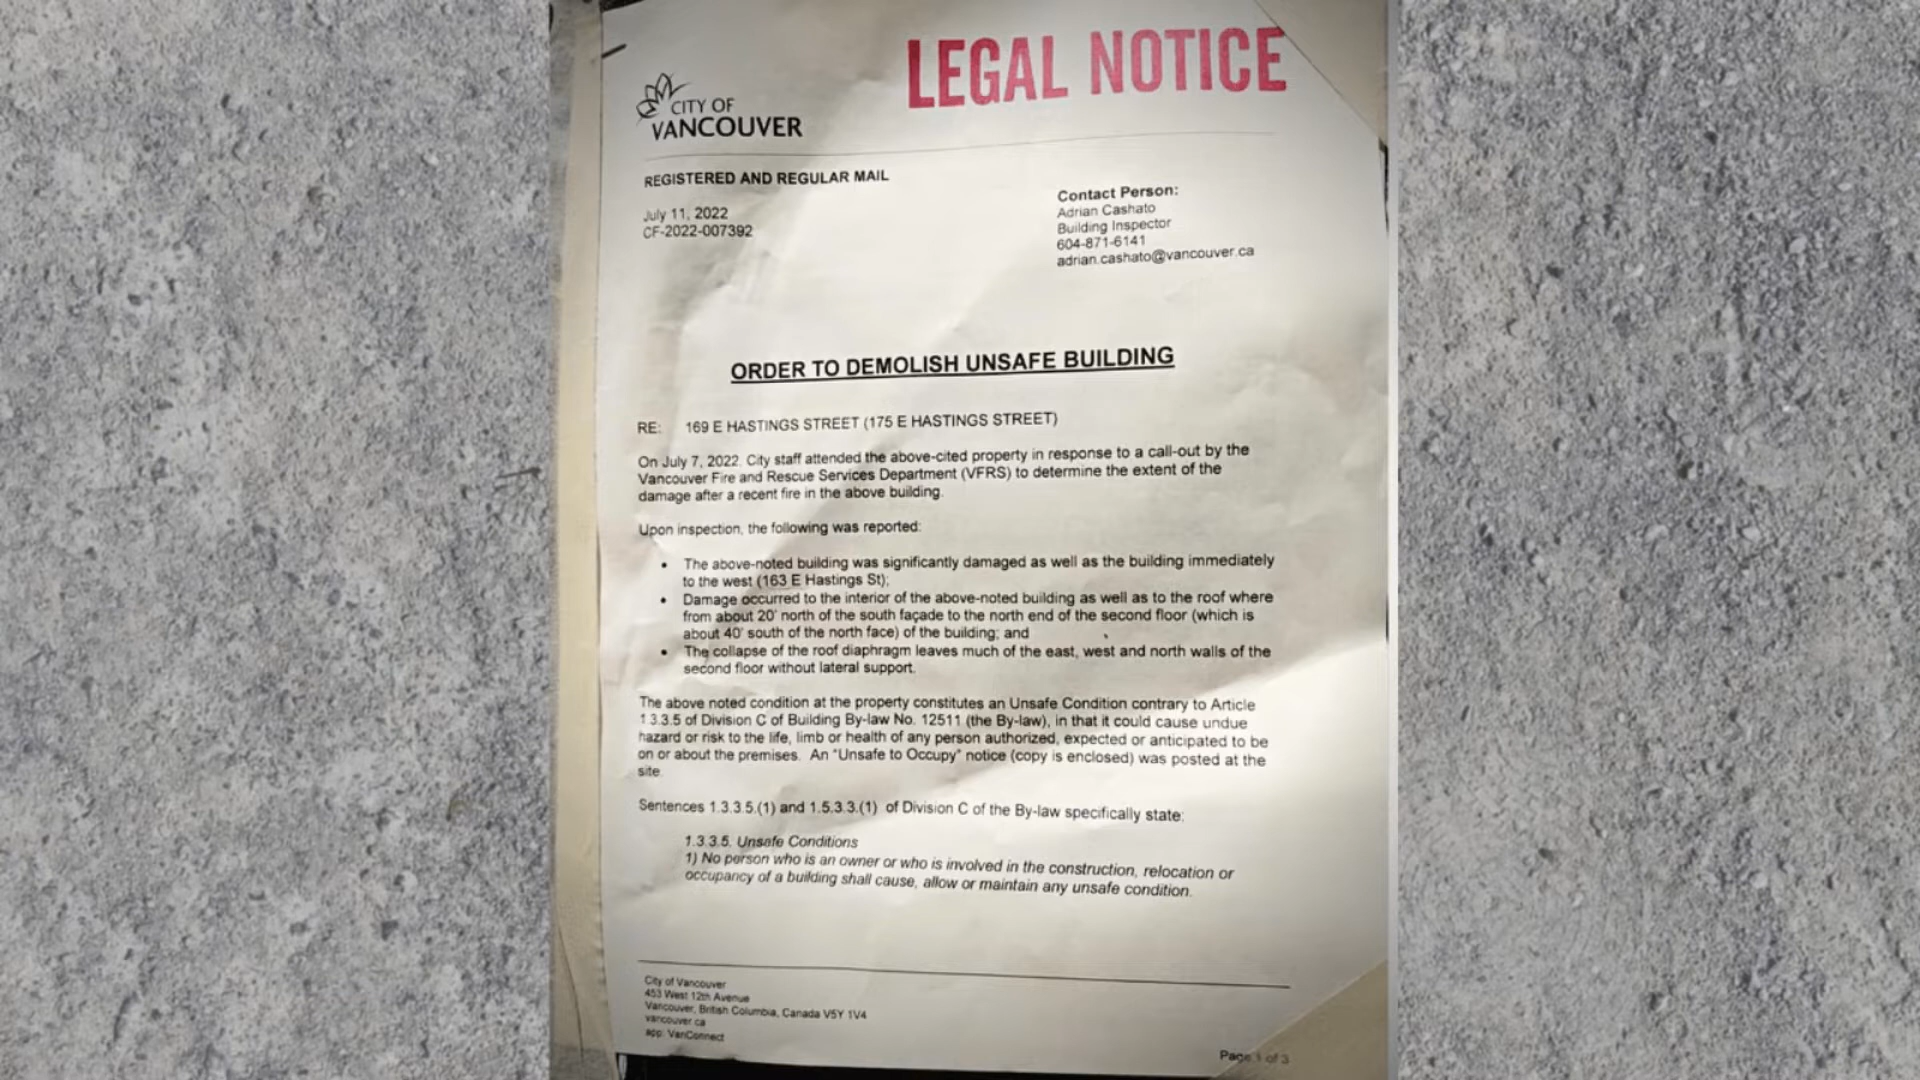 LEGAL NOTICE
CITY OF
VANCOUVER
REGISTERED AND REGULAR MAIL
July 11, 2022
CF-2022-007392
Contact Person:
Adrian Cashato
Building Inspector
604-871-6141
adrian.cashato@vancouver.ca
ORDER TO DEMOLISH UNSAFE BUILDING
RE: 169 E HASTINGS STREET (175 E HASTINGS STREET)
On July 7, 2022, City staff attended the above-cited property in response to a call-out by the
Vancouver Fire and Rescue Services Department (VFRS) to determine the extent of the
damage after a recent fire in the above building.
Upon inspection, the following was reported:
• The above-noted building was significantly damaged as well as the building immediately
to the west (163 E Hastings St);
• Damage occurred to the interior of the above-noted building as well as to the roof where
from about 20' north of the south façade to the north end of the second floor (which is
about 40' south of the north face) of the building; and
• The collapse of the roof diaphragm leaves much of the east, west and north walls of the
second floor without lateral support.
The above noted condition at the property constitutes an Unsafe Condition contrary to Article
1.3.3.5 of Division C of Building By-law No. 12511 (the By-law), in that it could cause undue
hazard or risk to the life, limb or health of any person authorized, expected or anticipated to be
on or about the premises. An "Unsafe to Occupy" notice (copy is enclosed) was posted at the
site.
Sentences 1.3.3.5.(1) and 1.5.3.3.(1) of Division C of the By-law specifically state:
1.3.3.5. Unsafe Conditions
1) No person who is an owner or who is involved in the construction, relocation or
occupancy of a building shall cause, allow or maintain any unsafe condition.
City of Vancouver
453 West 12th Avenue
Vancouver, British Columbia, Canada V5Y 1V4
vancouver.ca
app: VanConnect
Page 1 of 3